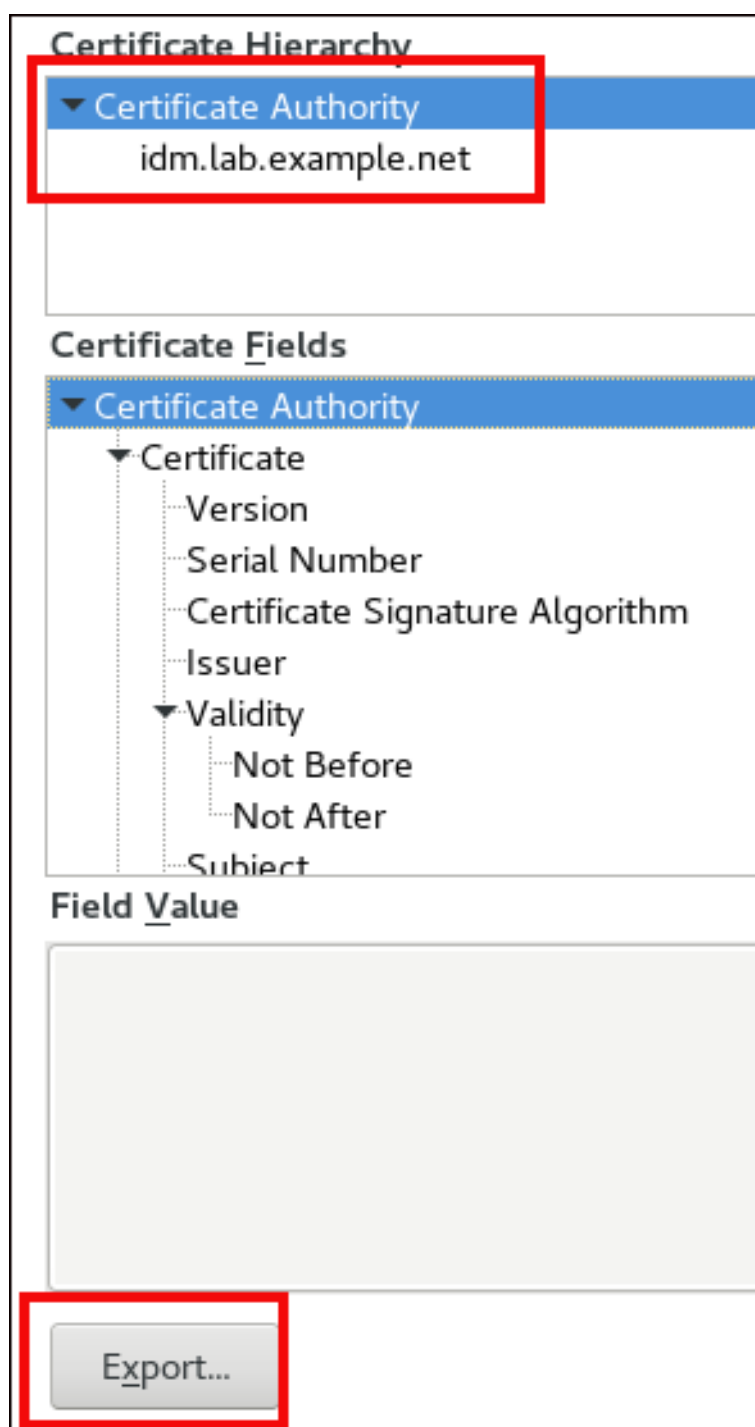 Certificate Hierarchy
Certificate Authority
idm.lab.example.net
Certificate Fields
Certificate Authority
Certificate
Version
Serial Number
Certificate Signature Algorithm
Issuer
Validity
Not Before
Not After
Subject
Field Value
Export...